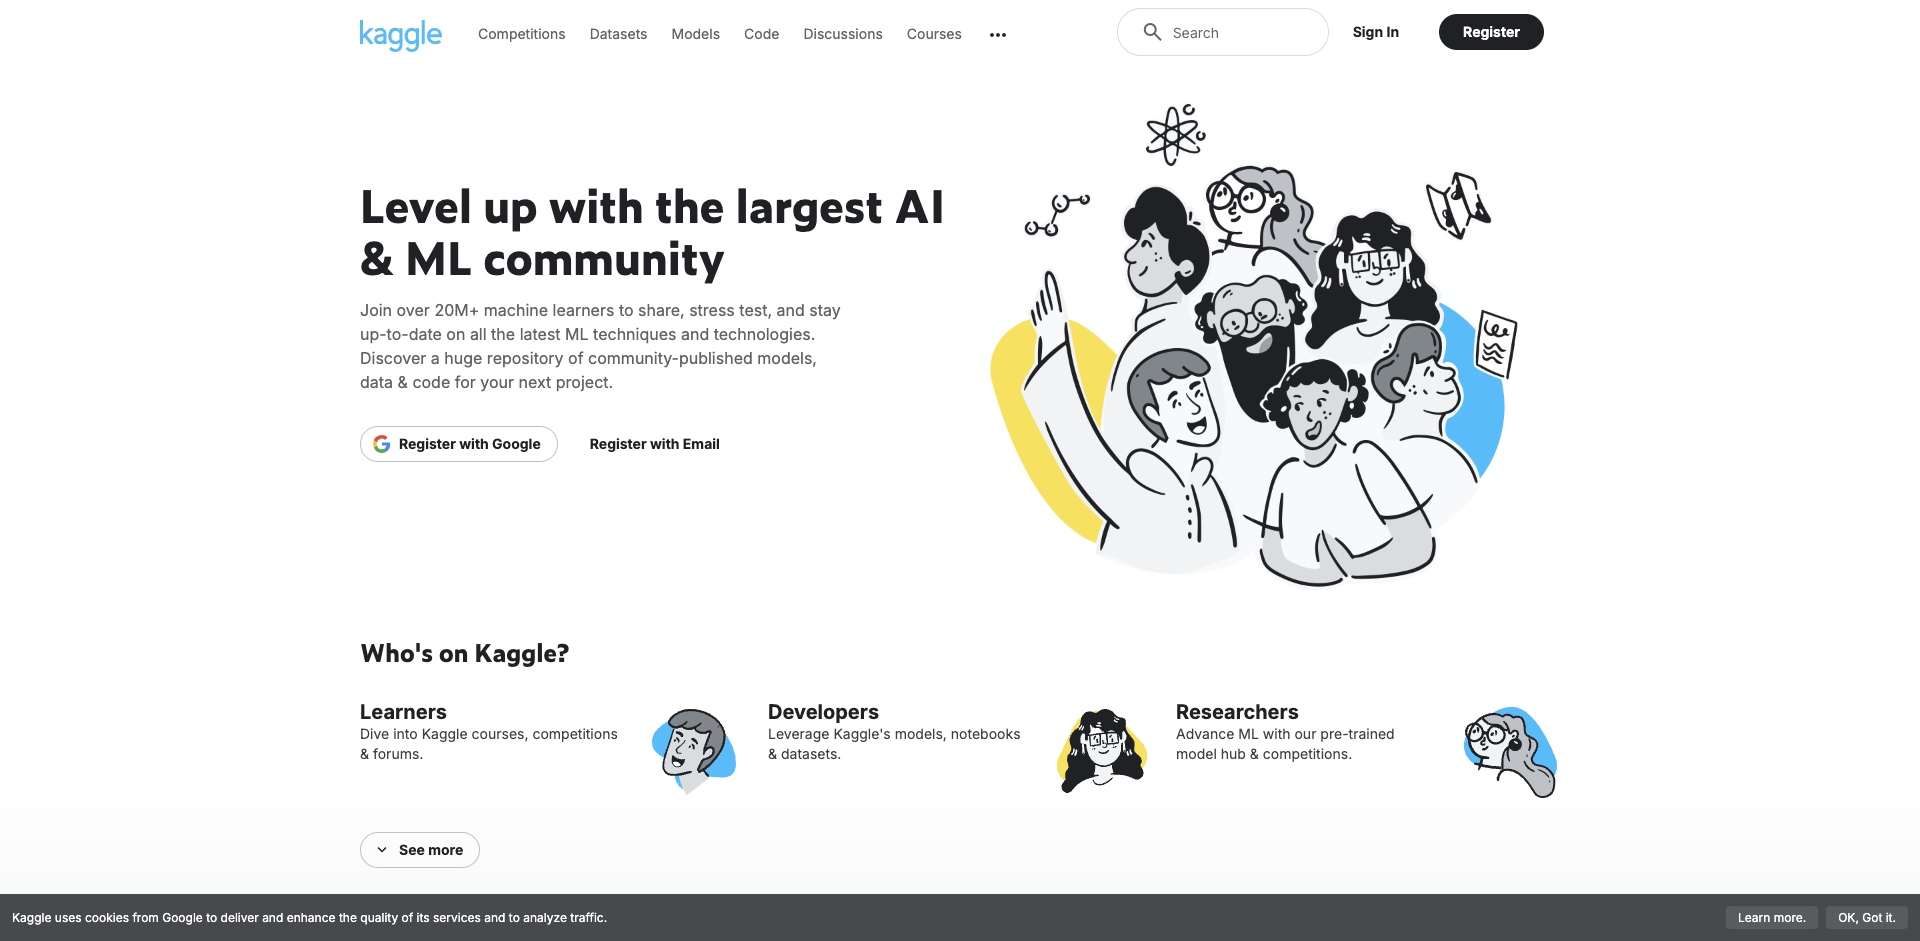 kaggle
Competitions
Datasets
Models
Code
Discussions
Courses
Search
Sign In
Register
Level up with the largest AI
& ML community
Join over 20M+ machine learners to share, stress test, and stay
up-to-date on all the latest ML techniques and technologies.
Discover a huge repository of community-published models,
data & code for your next project.
Register with Google
Register with Email
Who's on Kaggle?
Learners
Dive into Kaggle courses, competitions
& forums.
Developers
Leverage Kaggle's models, notebooks
& datasets.
Researchers
Advance ML with our pre-trained
model hub & competitions.
See more
Kaggle uses cookies from Google to deliver and enhance the quality of its services and to analyze traffic.
Learn more.
OK, Got it.